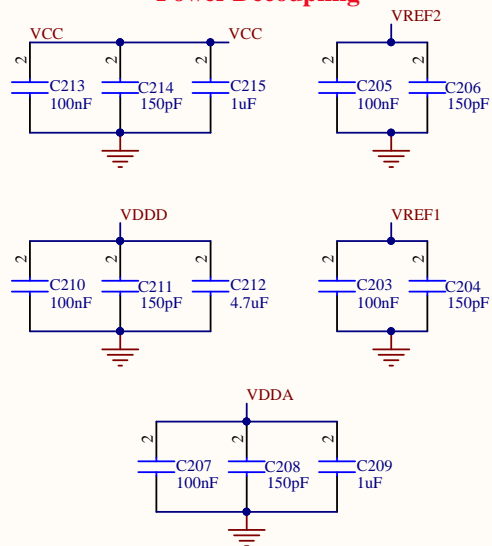 Power Decoupling
VCC
VCC
2
C213
100nF
2
C214
150pF
2
C215
1uF
VREF2
2
C205
100nF
2
C206
150pF
VDDD
2
C210
100nF
2
C211
150pF
2
C212
4.7uF
VREF1
2
C203
100nF
2
C204
150pF
VDDA
2
C207
100nF
2
C208
150pF
2
C209
1uF